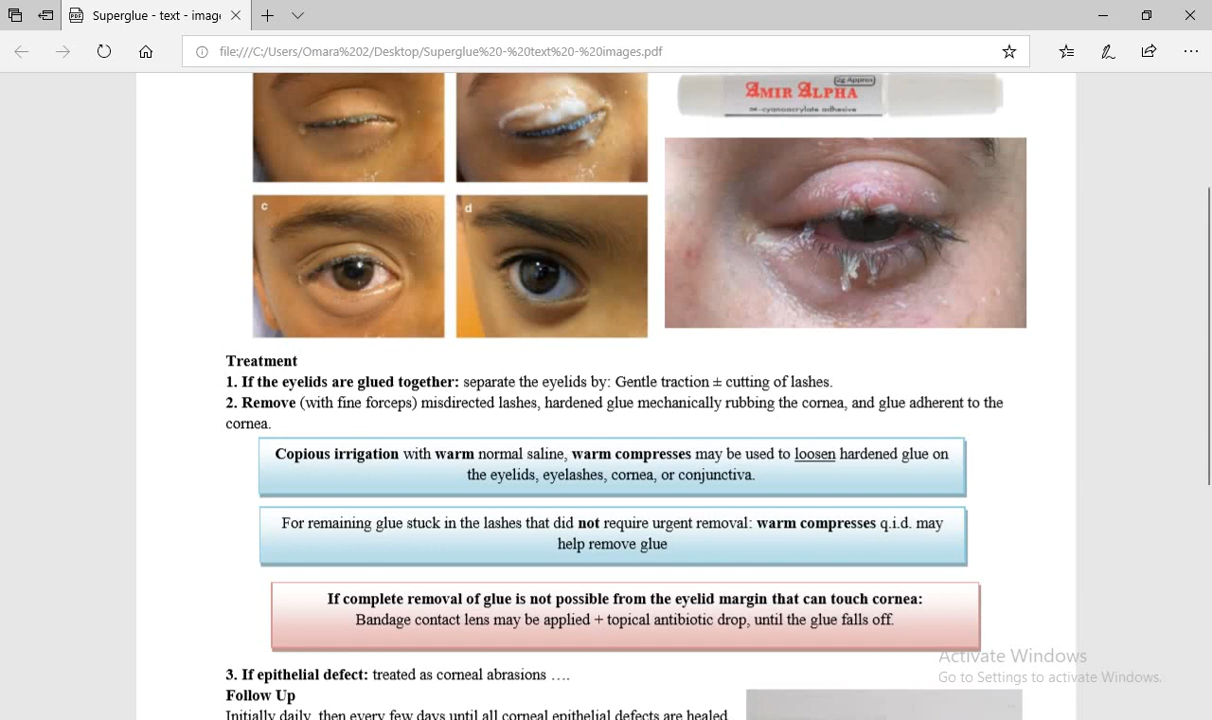 Superglue - text - imag
file:///C:/Users/Omara%202/Desktop/Superglue%20-%20text%20-%20images.pdf
2g Approx
AMIR ALPHA
∝-cyanoacrylate adhesive
c
d
Treatment
1. If the eyelids are glued together: separate the eyelids by: Gentle traction ± cutting of lashes.
2. Remove (with fine forceps) misdirected lashes, hardened glue mechanically rubbing the cornea, and glue adherent to the
cornea.
Copious irrigation with warm normal saline, warm compresses may be used to loosen hardened glue on
the eyelids, eyelashes, cornea, or conjunctiva.
For remaining glue stuck in the lashes that did not require urgent removal: warm compresses q.i.d. may
help remove glue
If complete removal of glue is not possible from the eyelid margin that can touch cornea:
Bandage contact lens may be applied + topical antibiotic drop, until the glue falls off.
Activate Windows
Go to Settings to activate Windows.
3. If epithelial defect: treated as corneal abrasions ….
Follow Up
Initially daily, then every few days until all corneal epithelial defects are healed